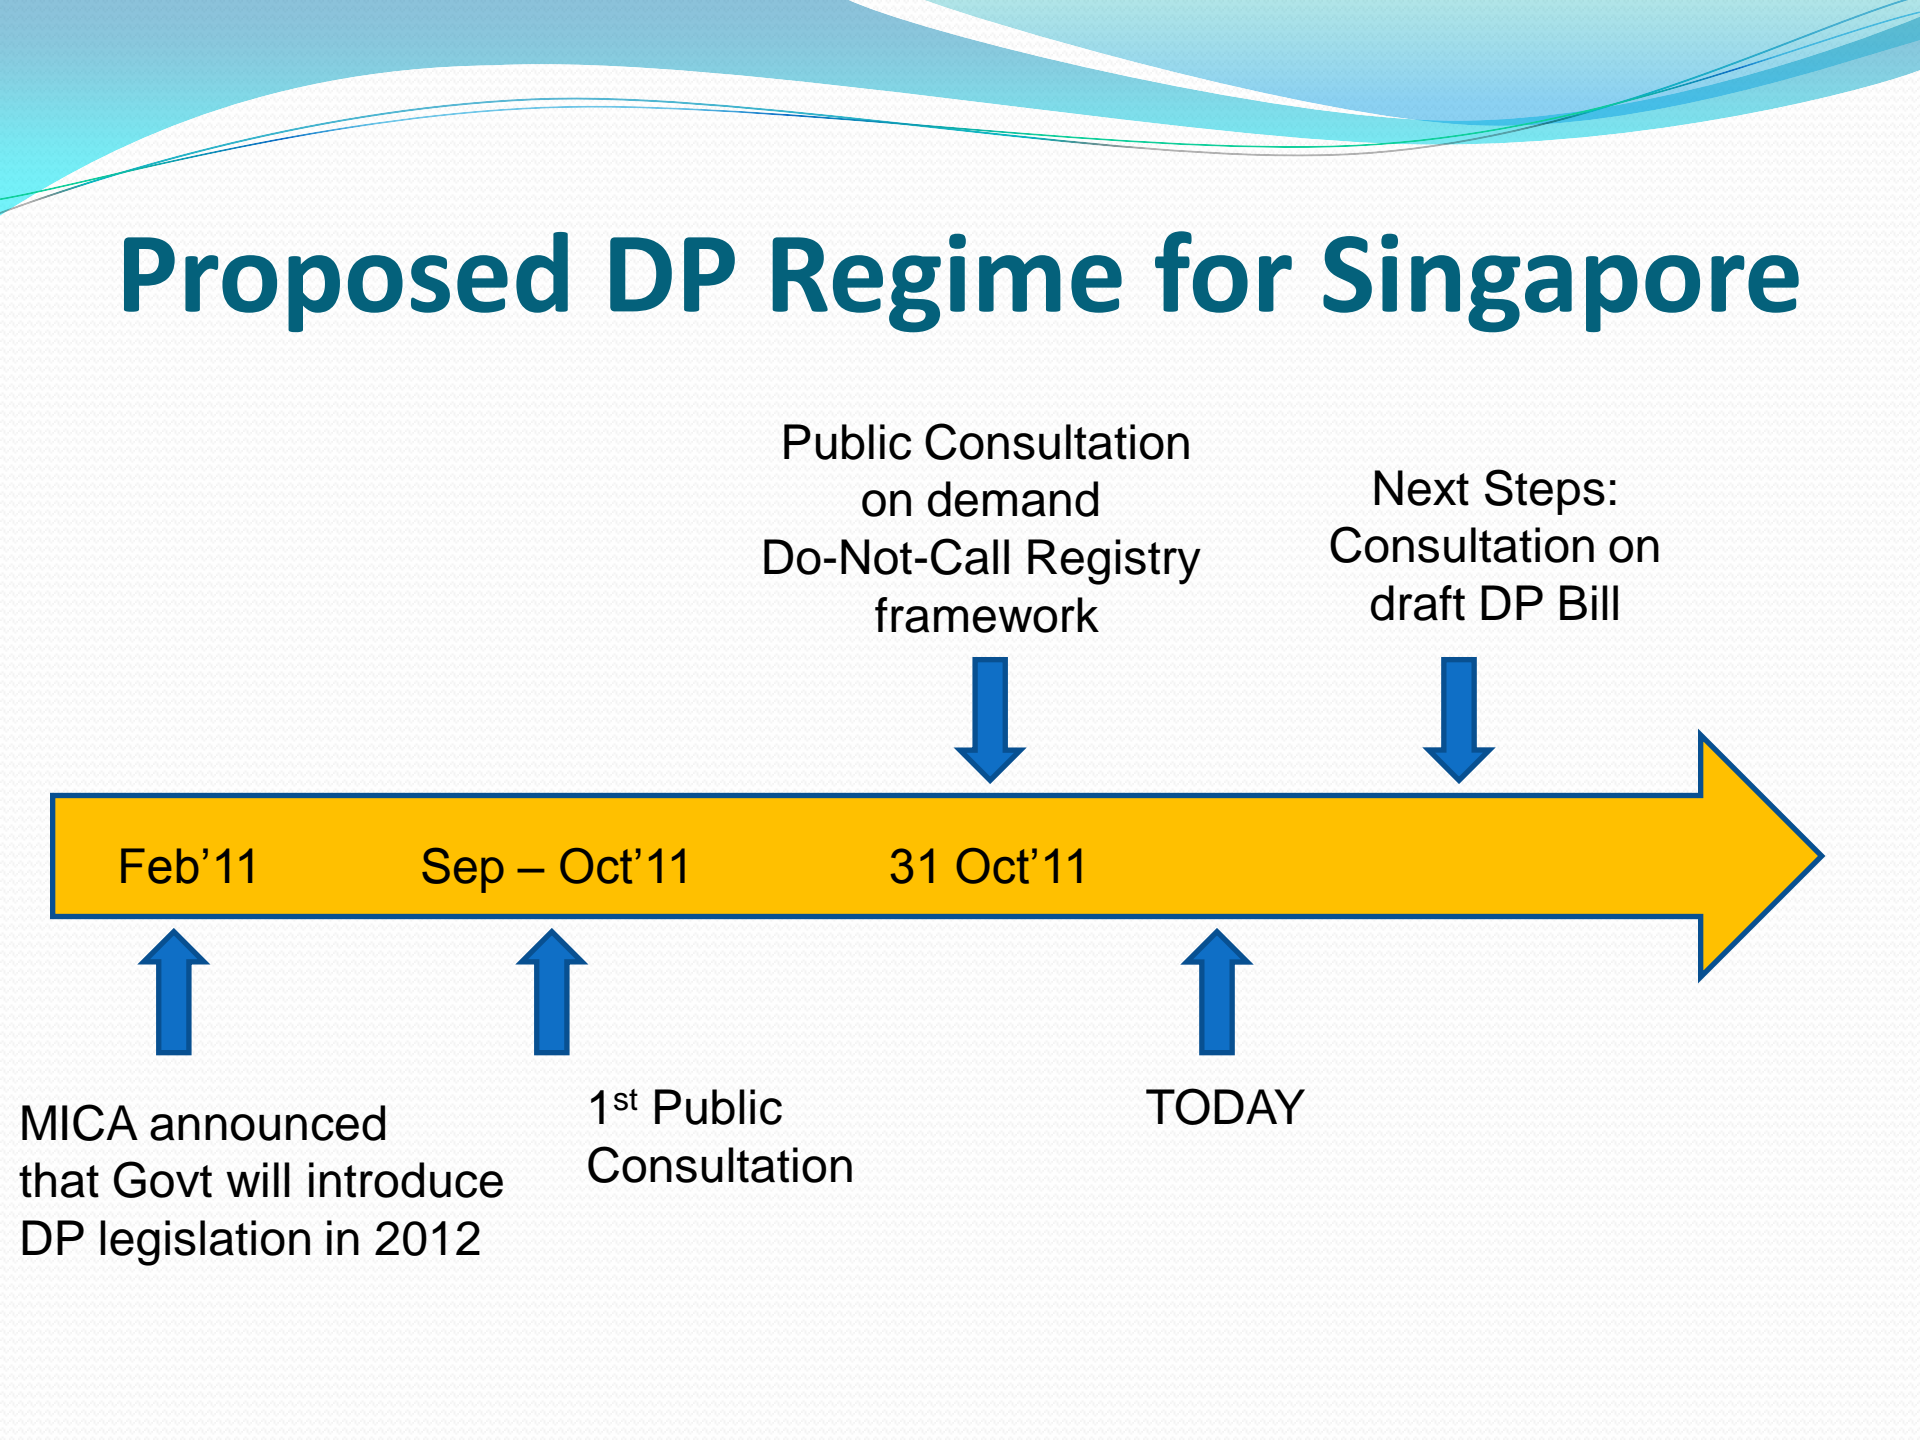 Proposed DP Regime for Singapore
Public Consultation
on demand
Do-Not-Call Registry
framework
Next Steps:
Consultation on
draft DP Bill
Feb’11
Sep – Oct’11
31 Oct’11
MICA announced
that Govt will introduce
DP legislation in 2012
1st Public
Consultation
TODAY